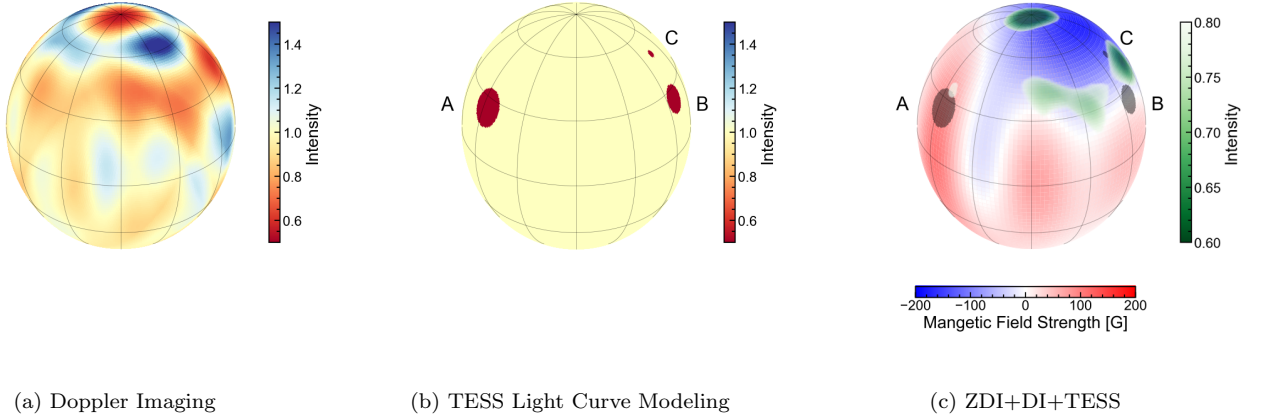 1.4
1.2
1.0
0.8
0.6
Intensity
A
B
C
1.4
1.2
1.0
0.8
0.6
Intensity
A
B
C
0.80
0.75
0.70
0.65
0.60
Intensity
−200 −100 0 100 200
Mangetic Field Strength [G]
(a) Doppler Imaging
(b) TESS Light Curve Modeling
(c) ZDI+DI+TESS